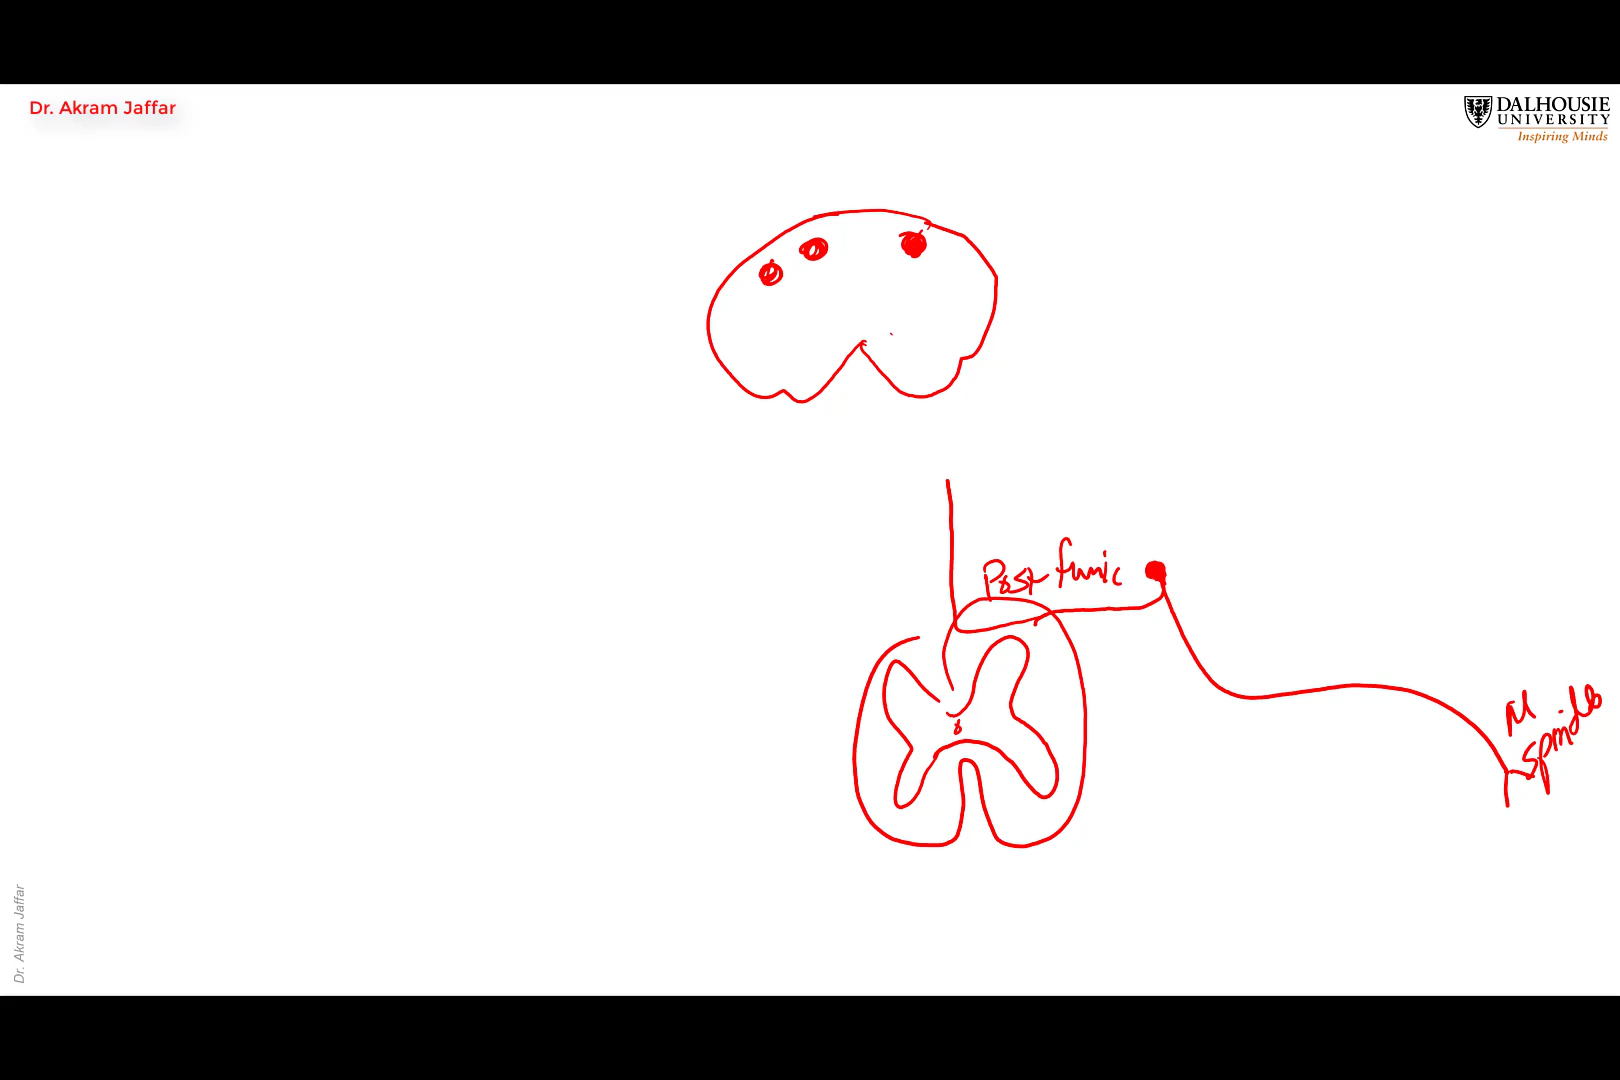 Dr. Akram Jaffar
DALHOUSIE
UNIVERSITY
Inspiring Minds
Post funic
M
spindle
Dr. Akram Jaffar